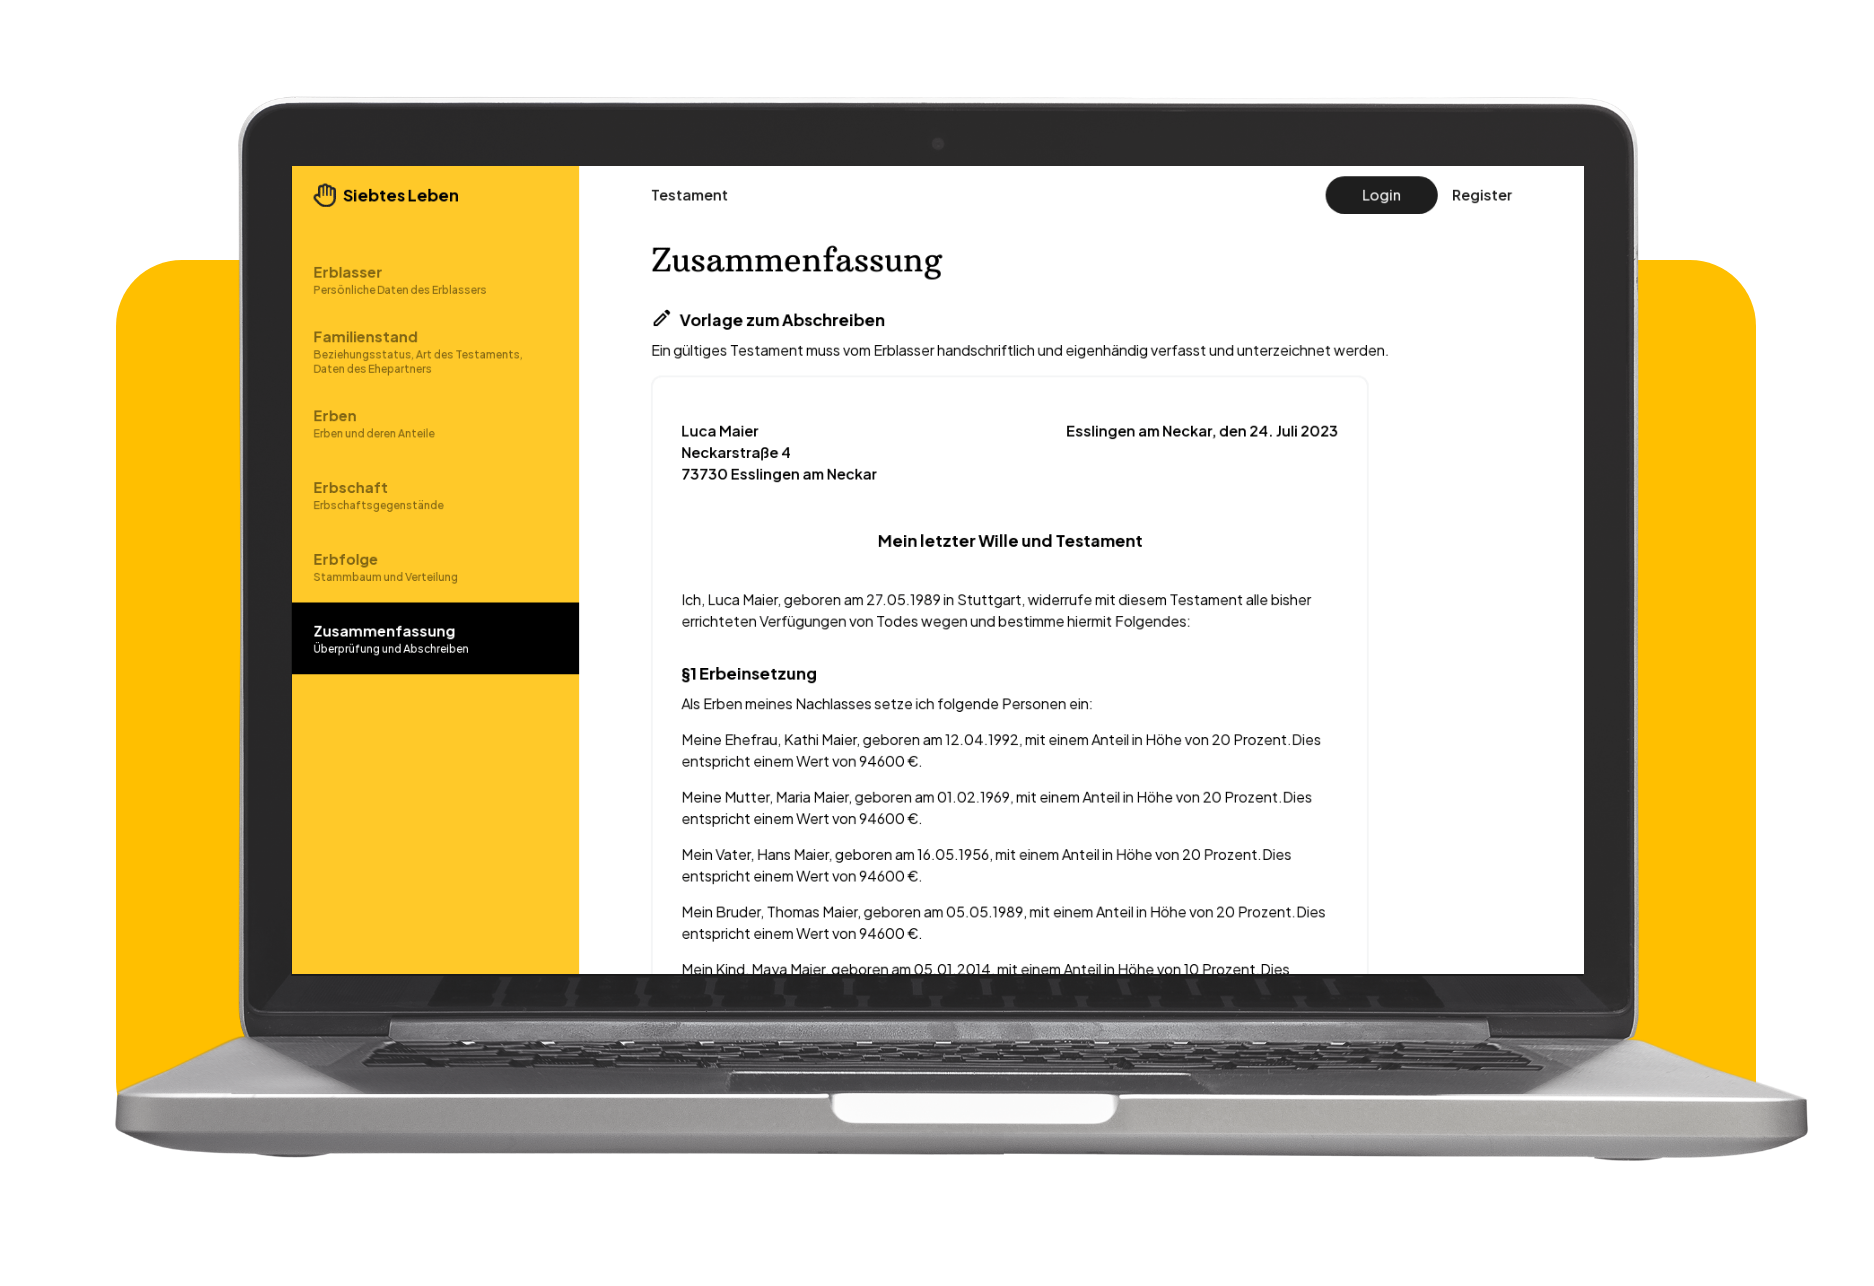 Siebtes Leben
Erblasser
Persönliche Daten des Erblassers
Familienstand
Beziehungsstatus, Art des Testaments,
Daten des Ehepartners
Erben
Erben und deren Anteile
Erbschaft
Erbschaftsgegenstände
Erbfolge
Stammbaum und Verteilung
Zusammenfassung
Überprüfung und Abschreiben
Testament
Login
Register
Zusammenfassung
Vorlage zum Abschreiben
Ein gültiges Testament muss vom Erblasser handschriftlich und eigenhändig verfasst und unterzeichnet werden.
Luca Maier
Neckarstraße 4
73730 Esslingen am Neckar
Esslingen am Neckar, den 24. Juli 2023
Mein letzter Wille und Testament
Ich, Luca Maier, geboren am 27.05.1989 in Stuttgart, widerrufe mit diesem Testament alle bisher
errichteten Verfügungen von Todes wegen und bestimme hiermit Folgendes:
§1 Erbeinsetzung
Als Erben meines Nachlasses setze ich folgende Personen ein:
Meine Ehefrau, Kathi Maier, geboren am 12.04.1992, mit einem Anteil in Höhe von 20 Prozent. Dies
entspricht einem Wert von 94600 €.
Meine Mutter, Maria Maier, geboren am 01.02.1969, mit einem Anteil in Höhe von 20 Prozent. Dies
entspricht einem Wert von 94600 €.
Mein Vater, Hans Maier, geboren am 16.05.1956, mit einem Anteil in Höhe von 20 Prozent. Dies
entspricht einem Wert von 94600 €.
Mein Bruder, Thomas Maier, geboren am 05.05.1989, mit einem Anteil in Höhe von 20 Prozent. Dies
entspricht einem Wert von 94600 €.
Mein Kind, Maya Maier, geboren am 05.01.2014, mit einem Anteil in Höhe von 10 Prozent. Dies